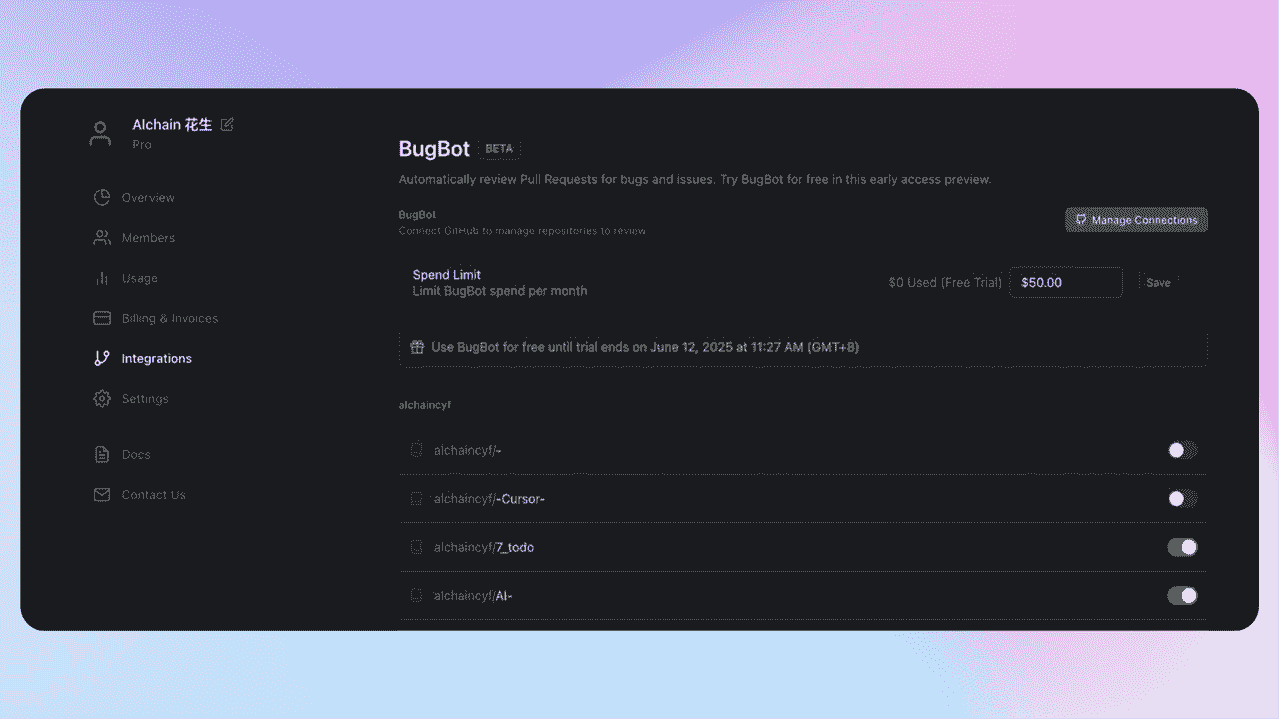 AIchain 花生
Pro
Overview
Members
Usage
Billing & Invoices
Integrations
Settings
Docs
Contact Us
BugBot BETA
Automatically review Pull Requests for bugs and issues. Try BugBot for free in this early access preview.
BugBot
Connect GitHub to manage repositories to review
Manage Connections
Spend Limit
Limit BugBot spend per month
$0 Used (Free Trial) $50.00 Save
Use BugBot for free until trial ends on June 12, 2025 at 11:27 AM (GMT+8)
alchaincyf
alchaincyf/-
alchaincyf/-Cursor-
alchaincyf/7_todo
alchaincyf/AI-